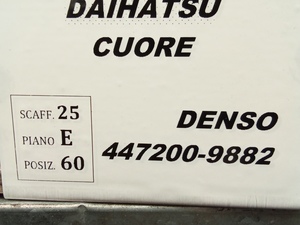 DAIHATSU
CUORE
SCAFF. 25
PIANO E
POSIZ. 60
DENSO
447200-9882